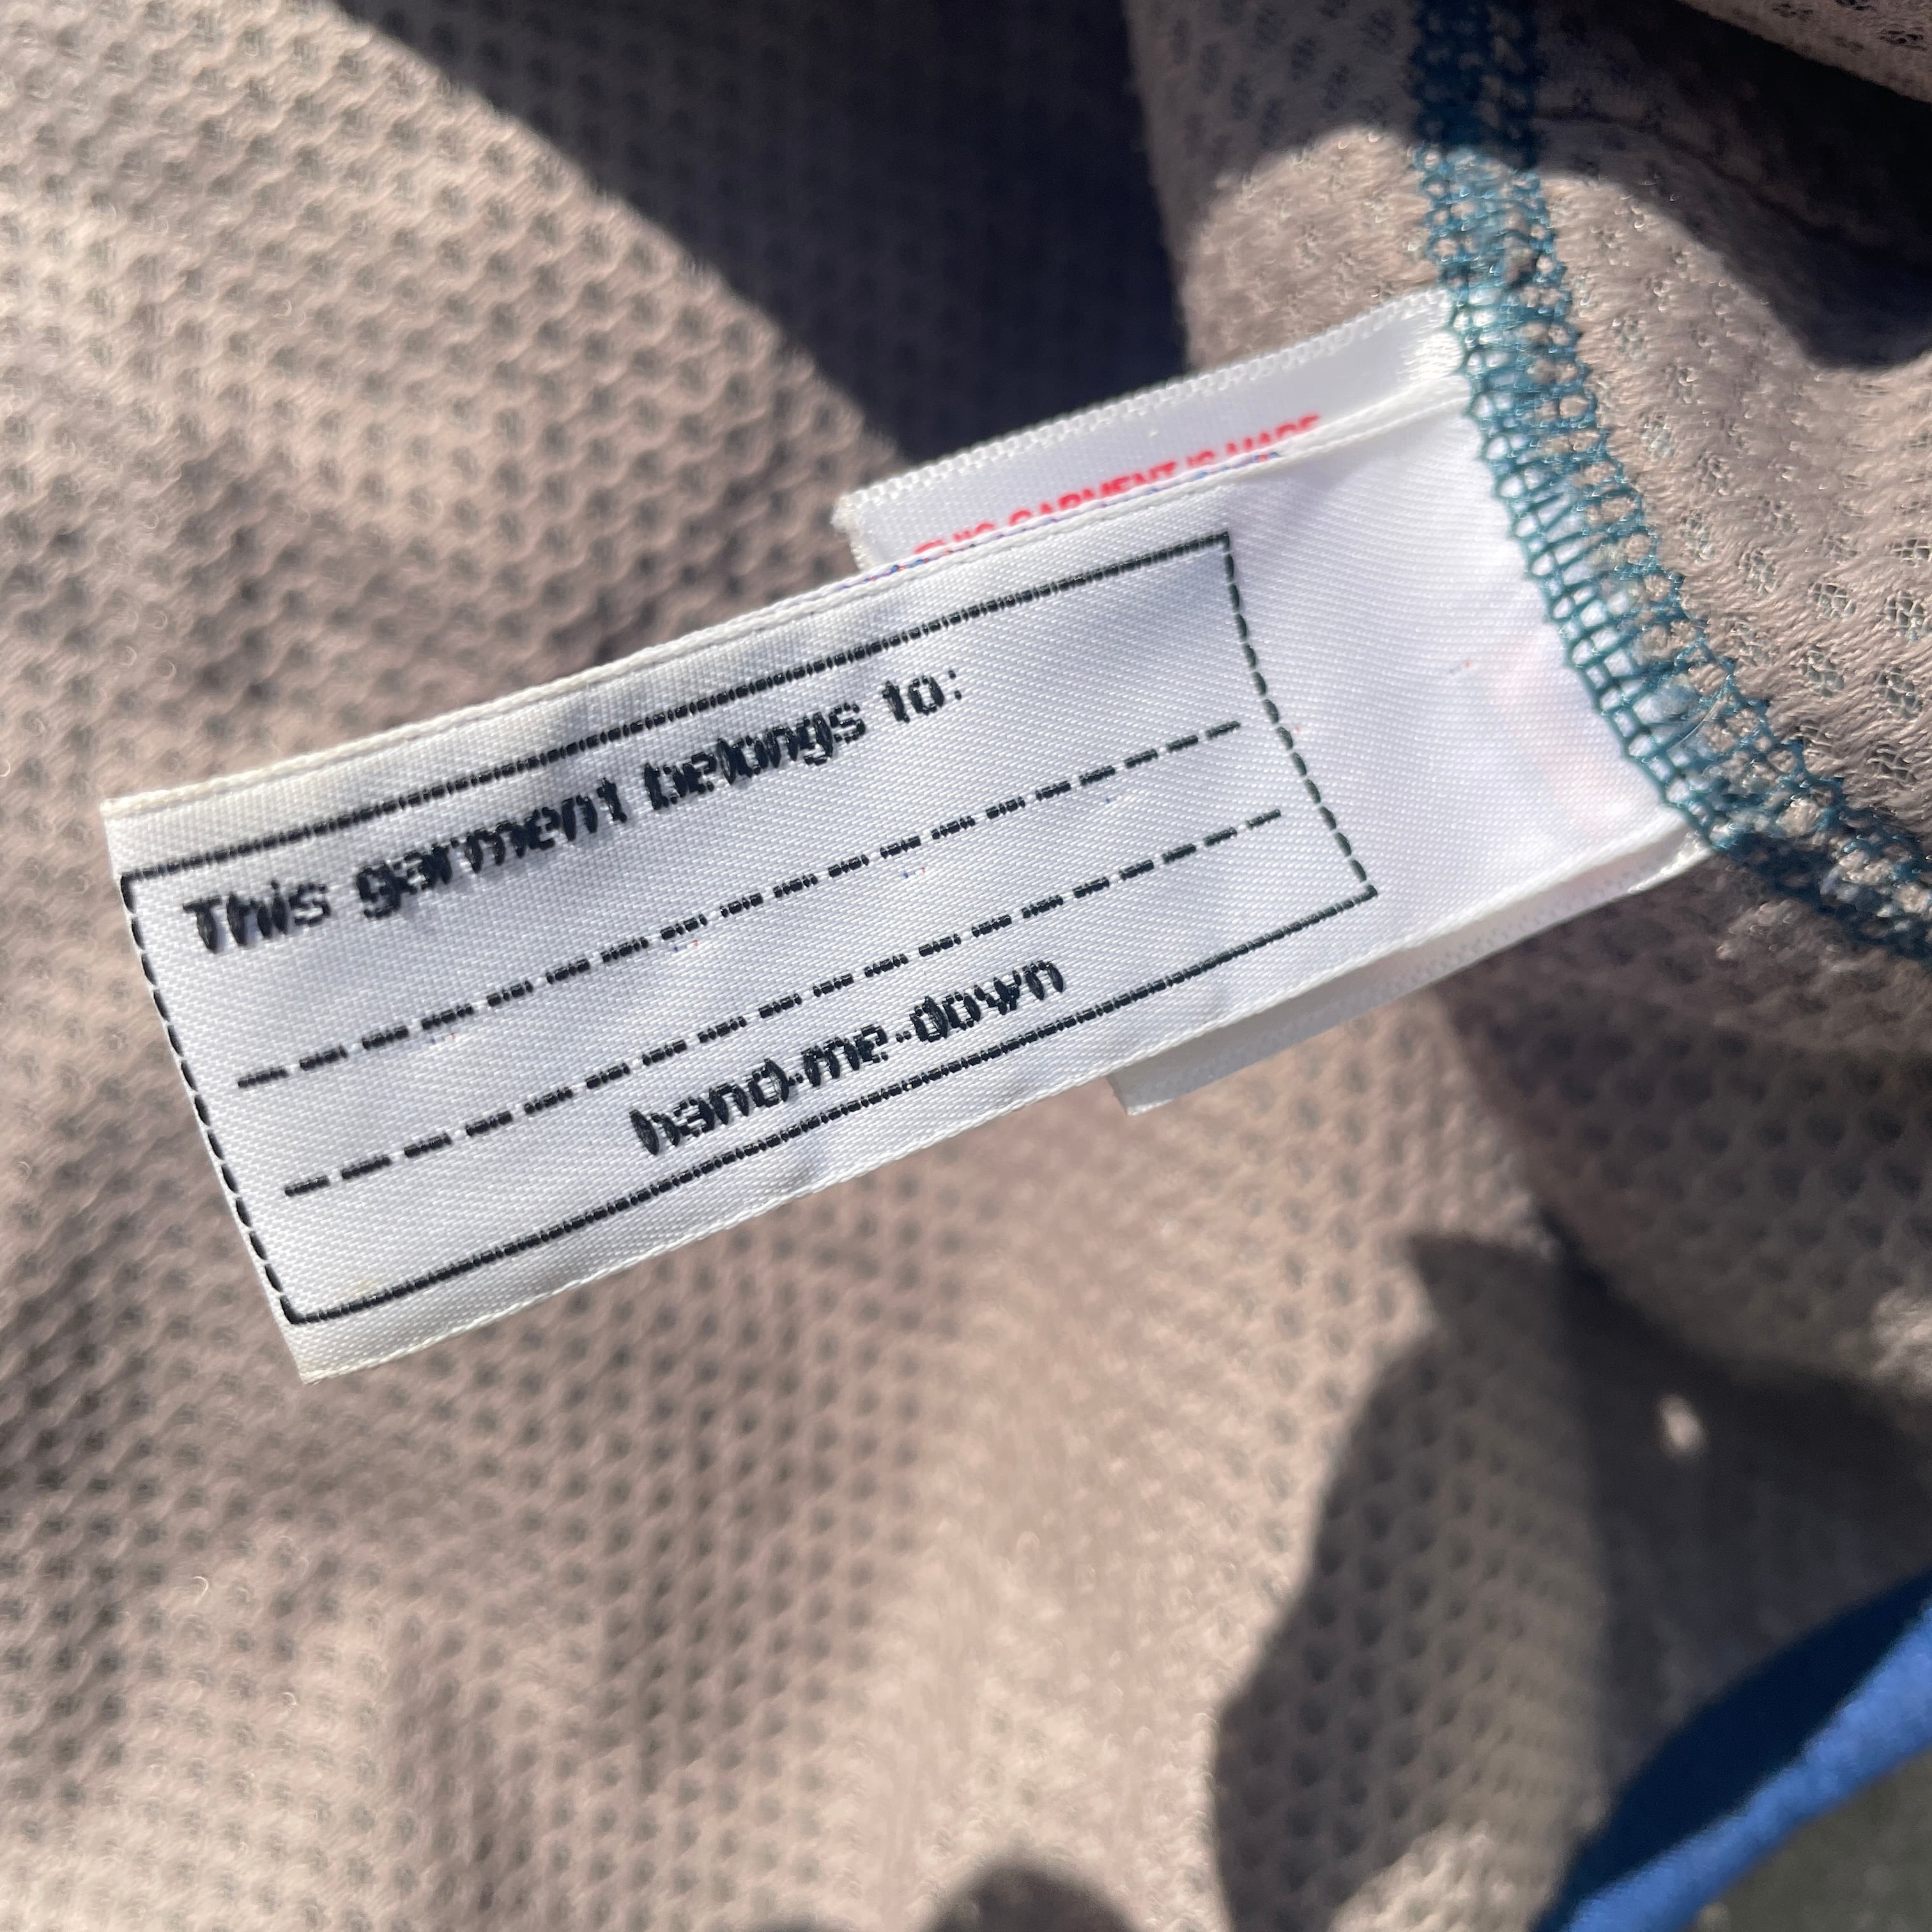 THIS GARMENT IS MADE
This garment belongs to:
hand-me-down